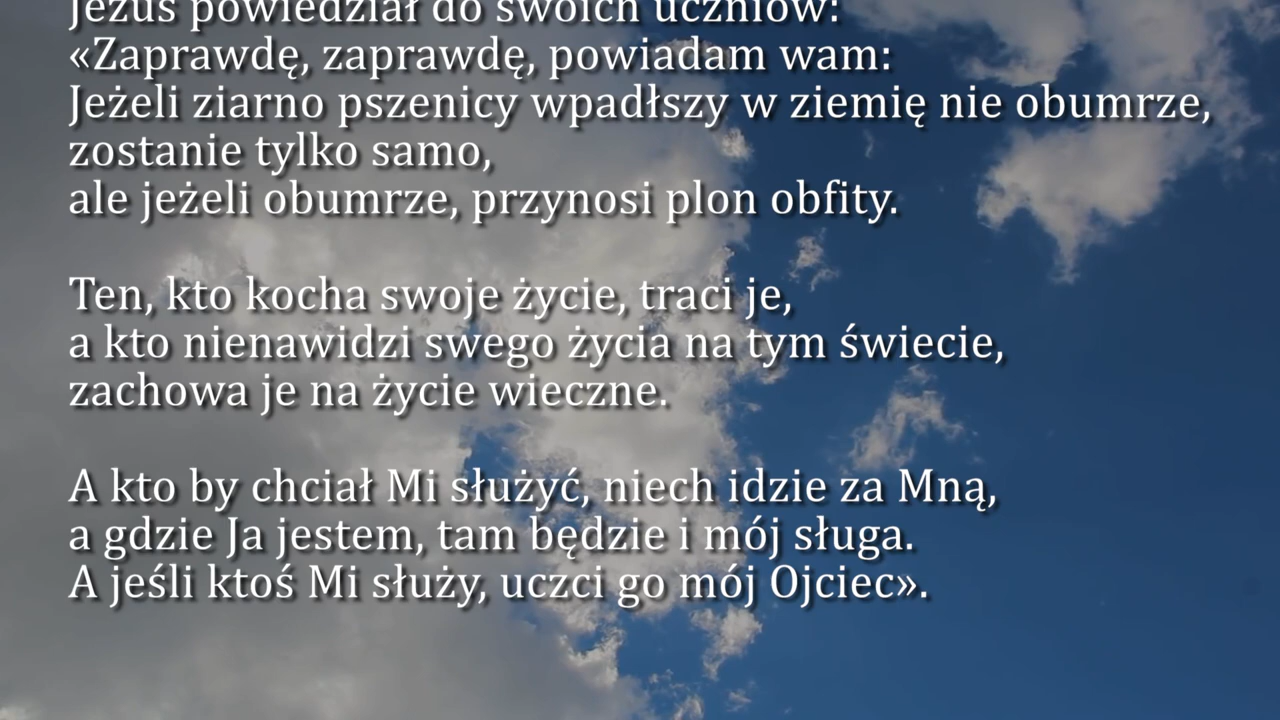 Jezus powiedział do swoich uczniów:
«Zaprawdę, zaprawdę, powiadam wam:
Jeżeli ziarno pszenicy wpadłszy w ziemię nie obumrze,
zostanie tylko samo,
ale jeżeli obumrze, przynosi plon obfity.
Ten, kto kocha swoje życie, traci je,
a kto nienawidzi swego życia na tym świecie,
zachowa je na życie wieczne.
A kto by chciał Mi służyć, niech idzie za Mną,
a gdzie Ja jestem, tam będzie i mój sługa.
A jeśli ktoś Mi służy, uczci go mój Ojciec».